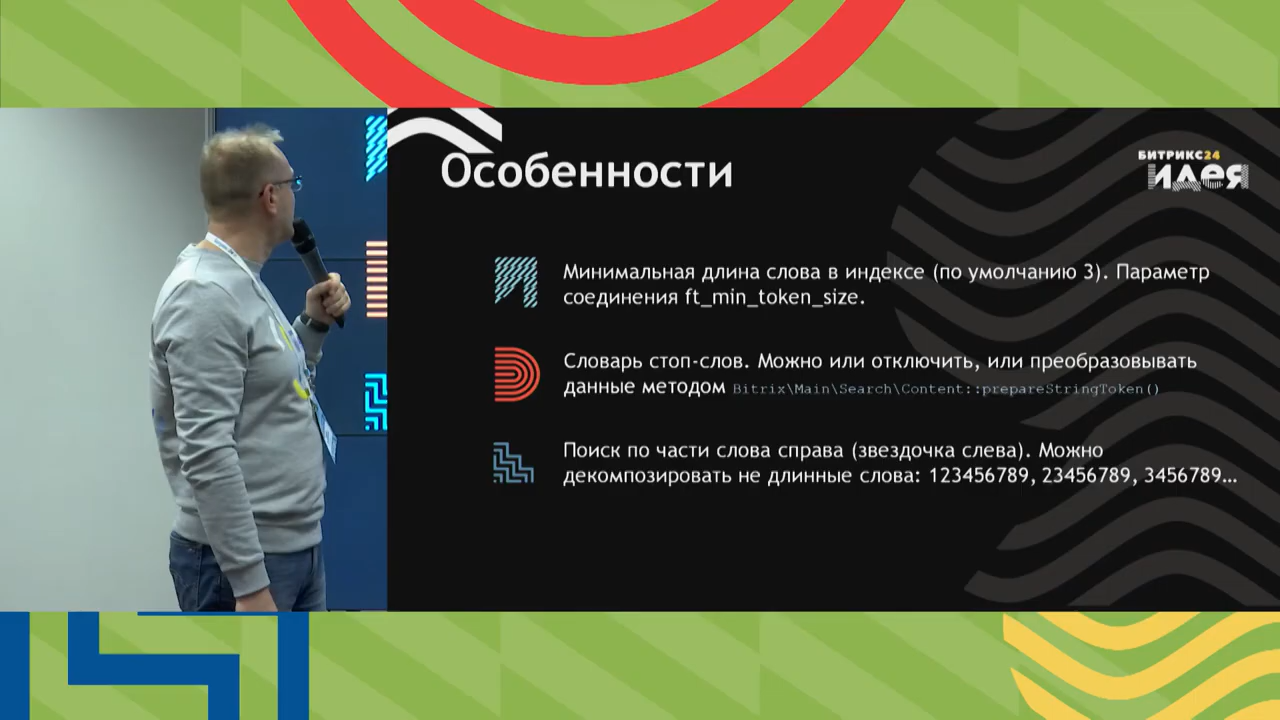 Особенности
БИТРИКС24
идея
Минимальная длина слова в индексе (по умолчанию 3). Параметр
соединения ft_min_token_size.
Словарь стоп-слов. Можно или отключить, или преобразовывать
данные методом Bitrix\Main\Search\Content::prepareStringToken()
Поиск по части слова справа (звездочка слева). Можно
декомпозировать не длинные слова: 123456789, 23456789, 3456789…